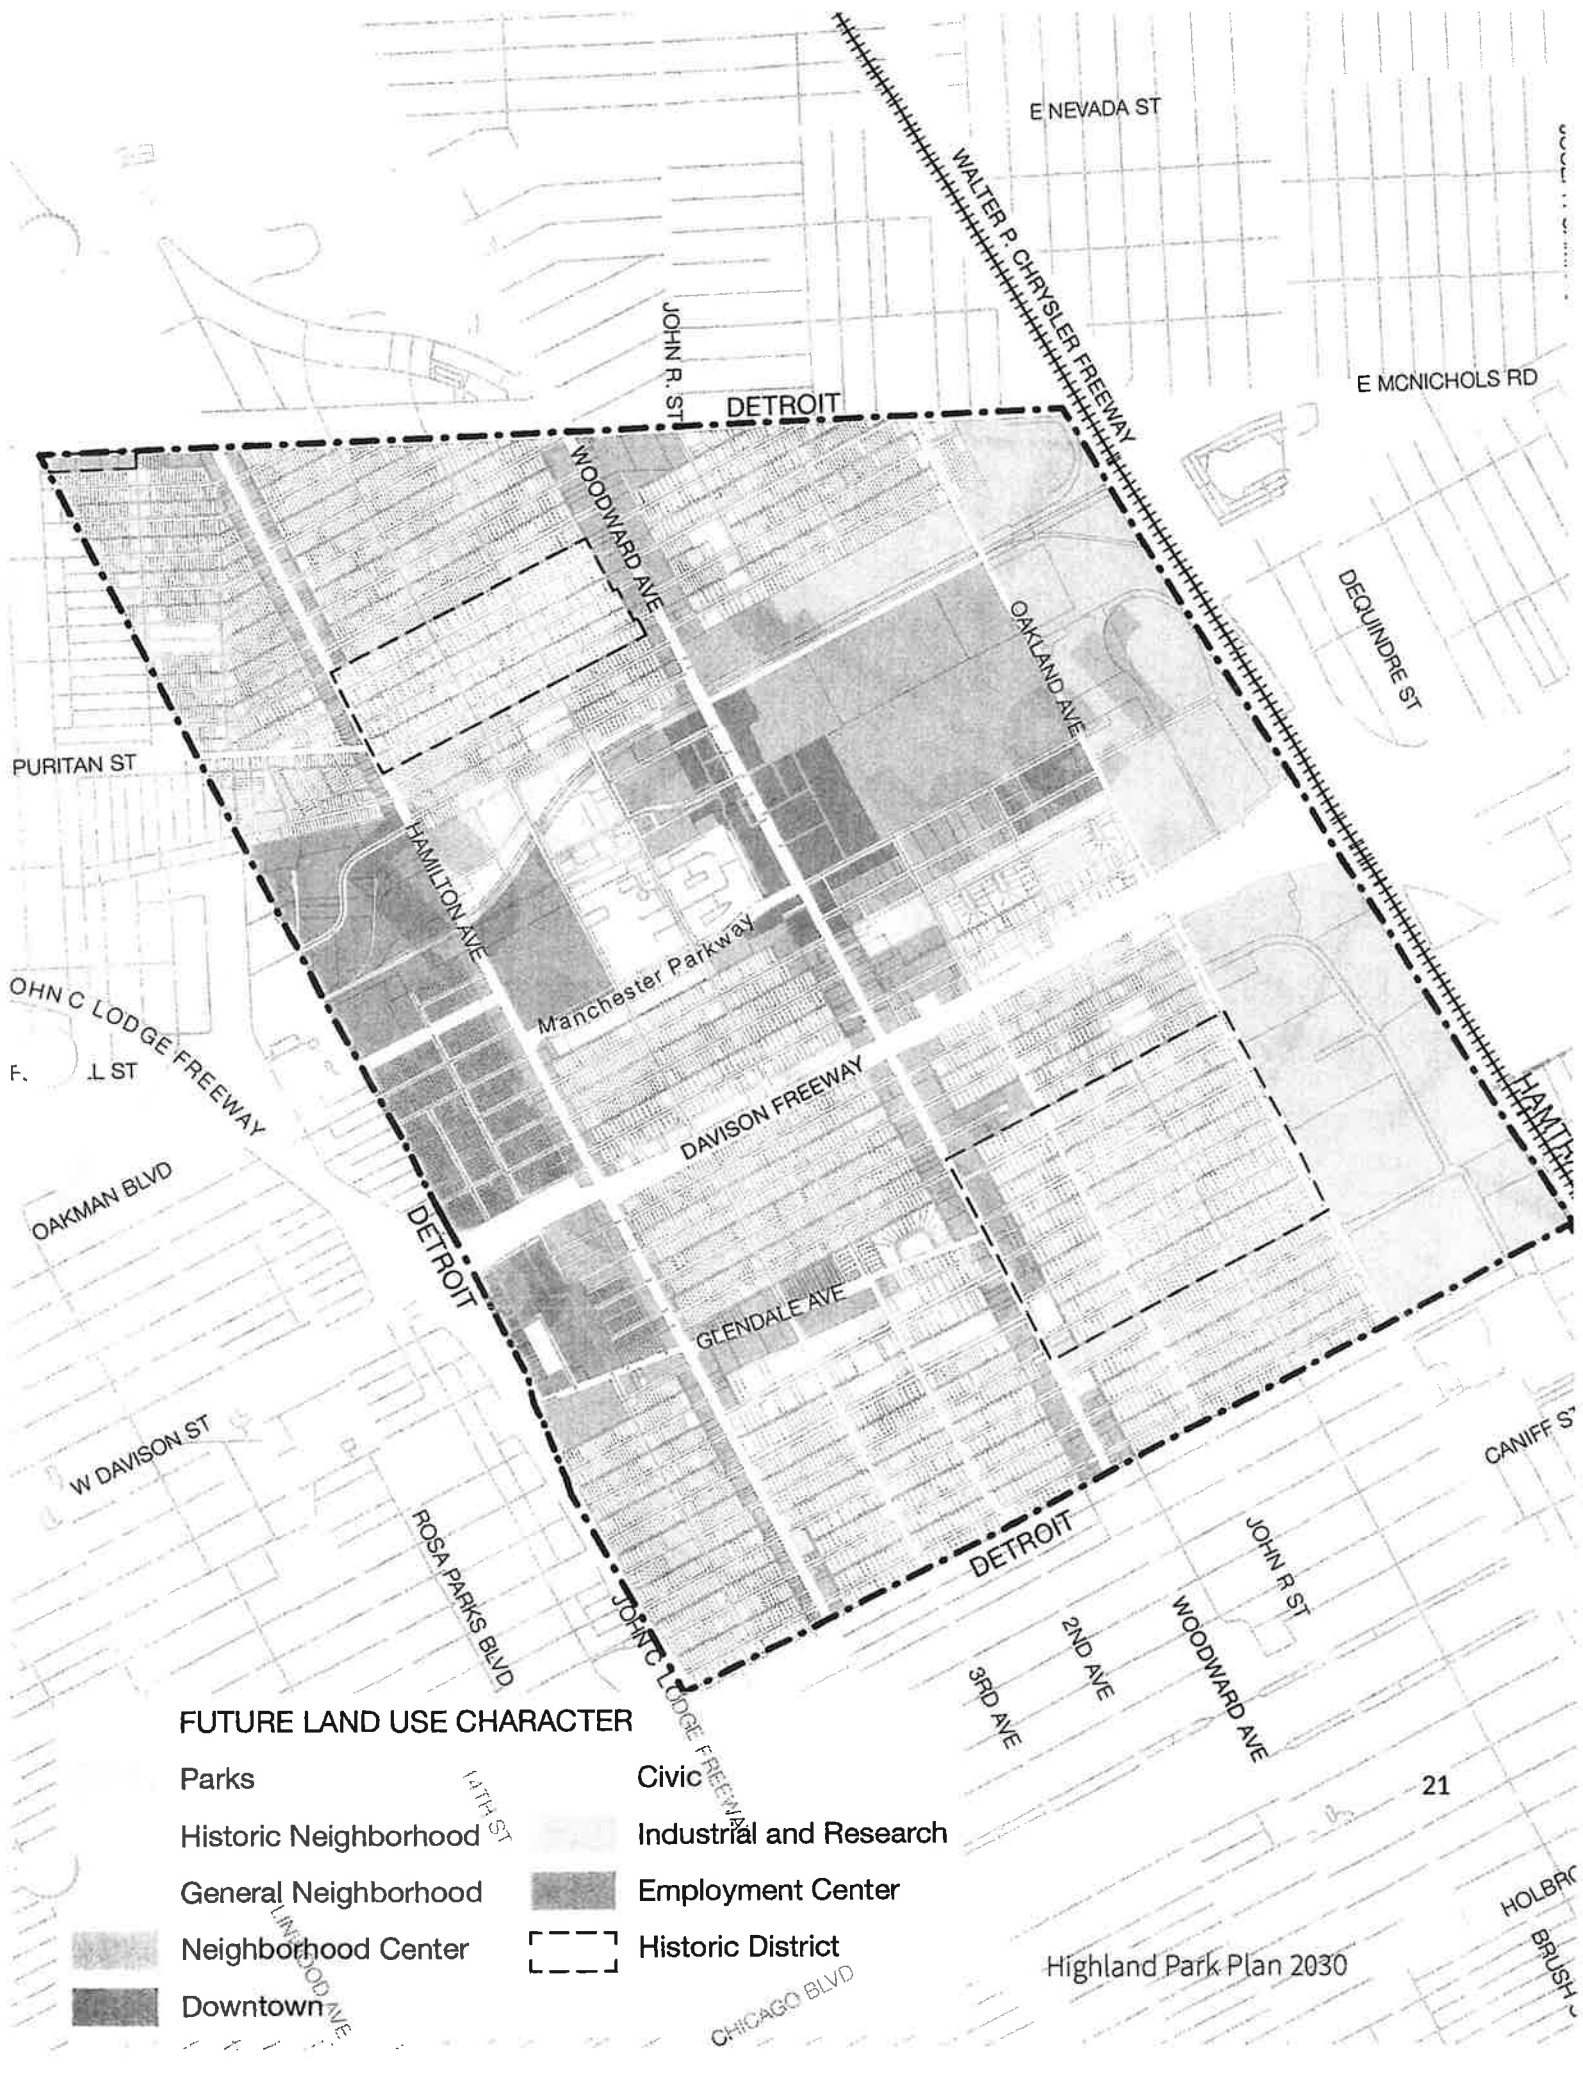 E NEVADA ST
WALTER P. CHRYSLER FREEWAY
JOHN R. ST
E MCNICHOLS RD
DETROIT
WOODWARD AVE
DEQUINDRE ST
OAKLAND AVE
PURITAN ST
HAMILTON AVE
Manchester Parkway
OHN C LODGE FREEWAY
L ST
DAVISON FREEWAY
OAKMAN BLVD
DETROIT
GLENDALE AVE
W DAVISON ST
CANIFF ST
ROSA PARKS BLVD
DETROIT
JOHN R ST
JOHN C LODGE FREEWAY
2ND AVE
WOODWARD AVE
3RD AVE
FUTURE LAND USE CHARACTER
Parks
Civic
14TH ST
21
Historic Neighborhood
Industrial and Research
General Neighborhood
Employment Center
LINWOOD AVE
Neighborhood Center
Historic District
Highland Park Plan 2030
Downtown
CHICAGO BLVD